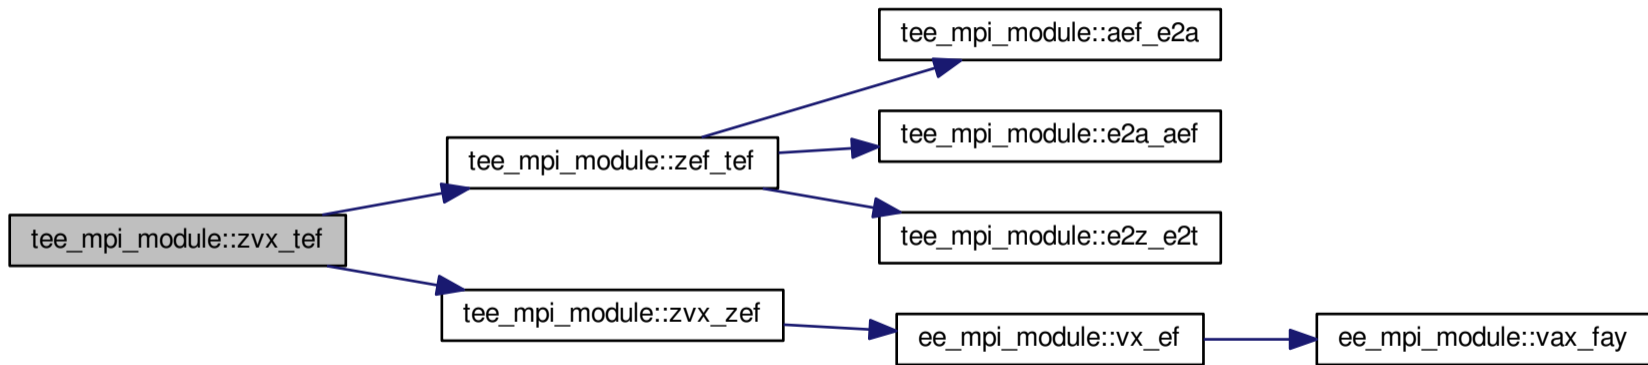 tee_mpi_module::aef_e2a
tee_mpi_module::e2a_aef
tee_mpi_module::zef_tef
tee_mpi_module::e2z_e2t
tee_mpi_module::zvx_tef
tee_mpi_module::zvx_zef
ee_mpi_module::vx_ef
ee_mpi_module::vax_fay